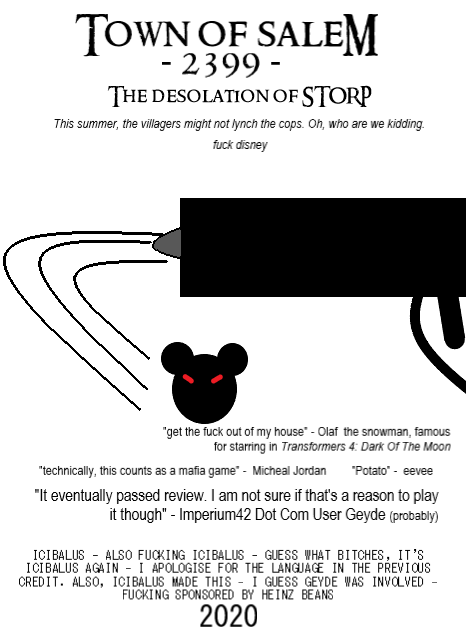 Town of Salem
- 2399 -
The Desolation of Storp
This summer, the villagers might not lynch the cops. Oh, who are we kidding.
fuck disney
"get the fuck out of my house" - Olaf the snowman, famous
for starring in Transformers 4: Dark Of The Moon
"technically, this counts as a mafia game" - Micheal Jordan "Potato" - eevee
"It eventually passed review. I am not sure if that's a reason to play
it though" - Imperium42 Dot Com User Geyde (probably)
ICIBALUS - ALSO FUCKING ICIBALUS - GUESS WHAT BITCHES, IT'S
ICIBALUS AGAIN - I APOLOGISE FOR THE LANGUAGE IN THE PREVIOUS
CREDIT. ALSO, ICIBALUS MADE THIS - I GUESS GEYDE WAS INVOLVED -
FUCKING SPONSORED BY HEINZ BEANS
2020